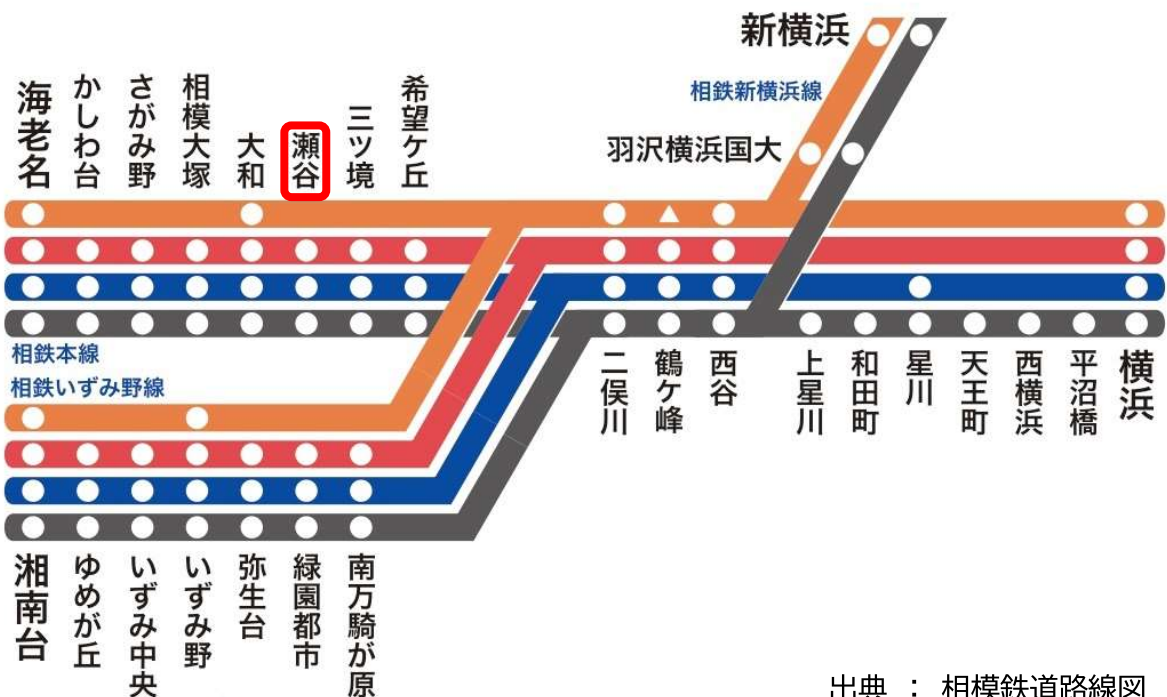 新横浜
相鉄新横浜線
羽沢横浜国大
海老名
かしわ台
さがみ野
相模大塚
大和
瀬谷
三ツ境
希望ケ丘
相鉄本線
相鉄いずみ野線
二俣川
鶴ケ峰
西谷
上星川
和田町
星川
天王町
西横浜
平沼橋
横浜
湘南台
ゆめが丘
いずみ中央
いずみ野
弥生台
緑園都市
南万騎が原
出典 ： 相模鉄道路線図